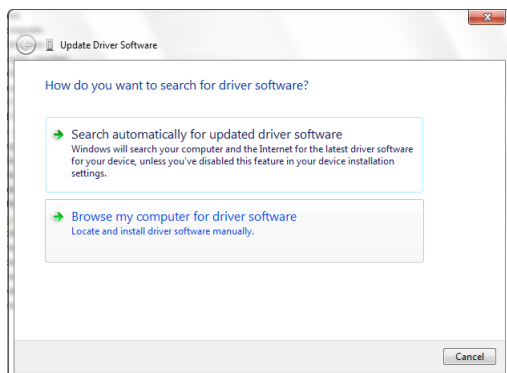 Update Driver Software
How do you want to search for driver software?
Search automatically for updated driver software
Windows will search your computer and the Internet for the latest driver software
for your device, unless you've disabled this feature in your device installation
settings.
Browse my computer for driver software
Locate and install driver software manually.
Cancel